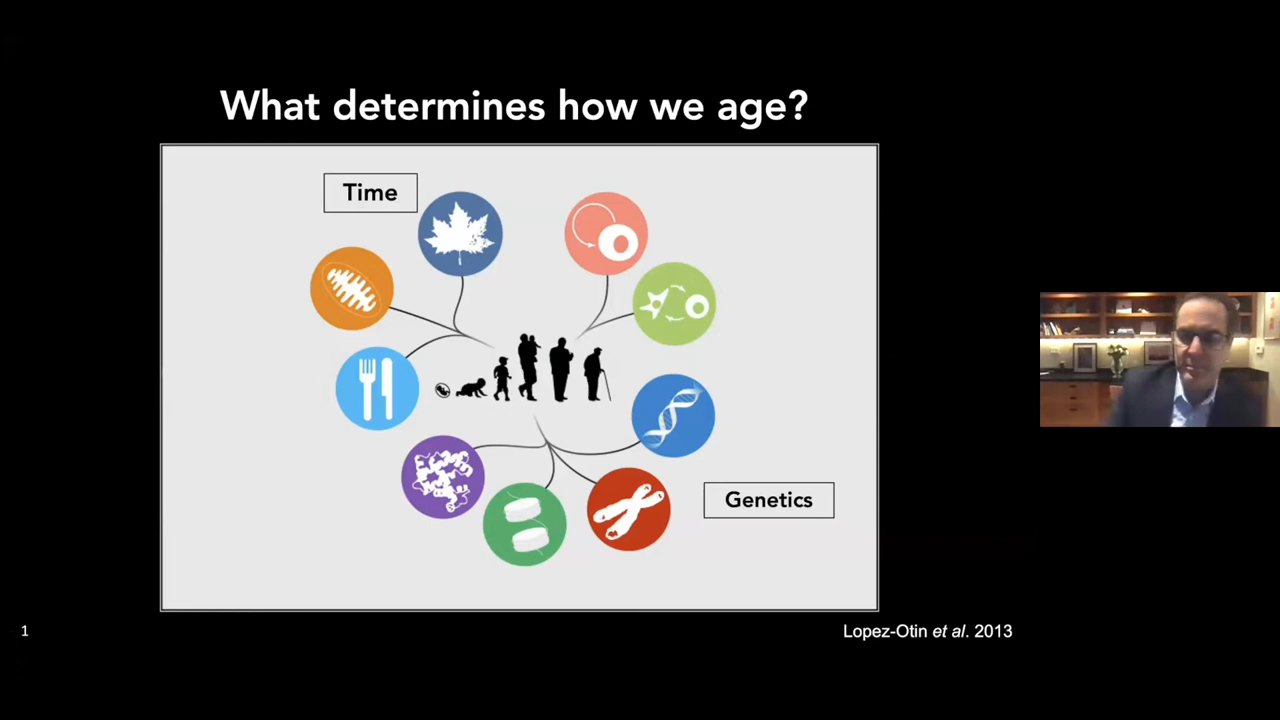 What determines how we age?
Time
Genetics
1
Lopez-Otin et al. 2013